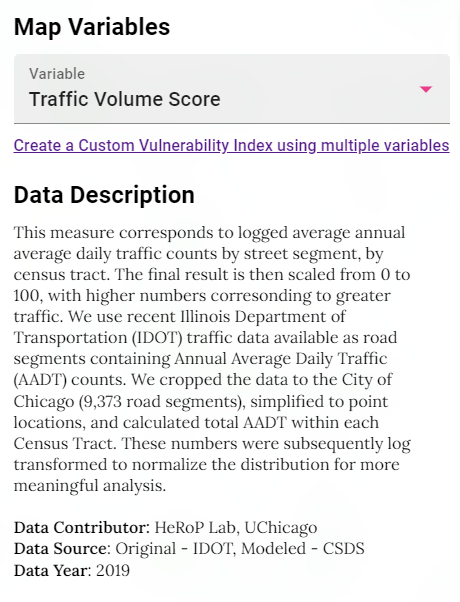 Map Variables
Variable
Traffic Volume Score
Create a Custom Vulnerability Index using multiple variables
Data Description
This measure corresponds to logged average annual
average daily traffic counts by street segment, by
census tract. The final result is then scaled from 0 to
100, with higher numbers corresonding to greater
traffic. We use recent Illinois Department of
Transportation (IDOT) traffic data available as road
segments containing Annual Average Daily Traffic
(AADT) counts. We cropped the data to the City of
Chicago (9,373 road segments), simplified to point
locations, and calculated total AADT within each
Census Tract. These numbers were subsequently log
transformed to normalize the distribution for more
meaningful analysis.
Data Contributor: HeRoP Lab, UChicago
Data Source: Original - IDOT, Modeled - CSDS
Data Year: 2019